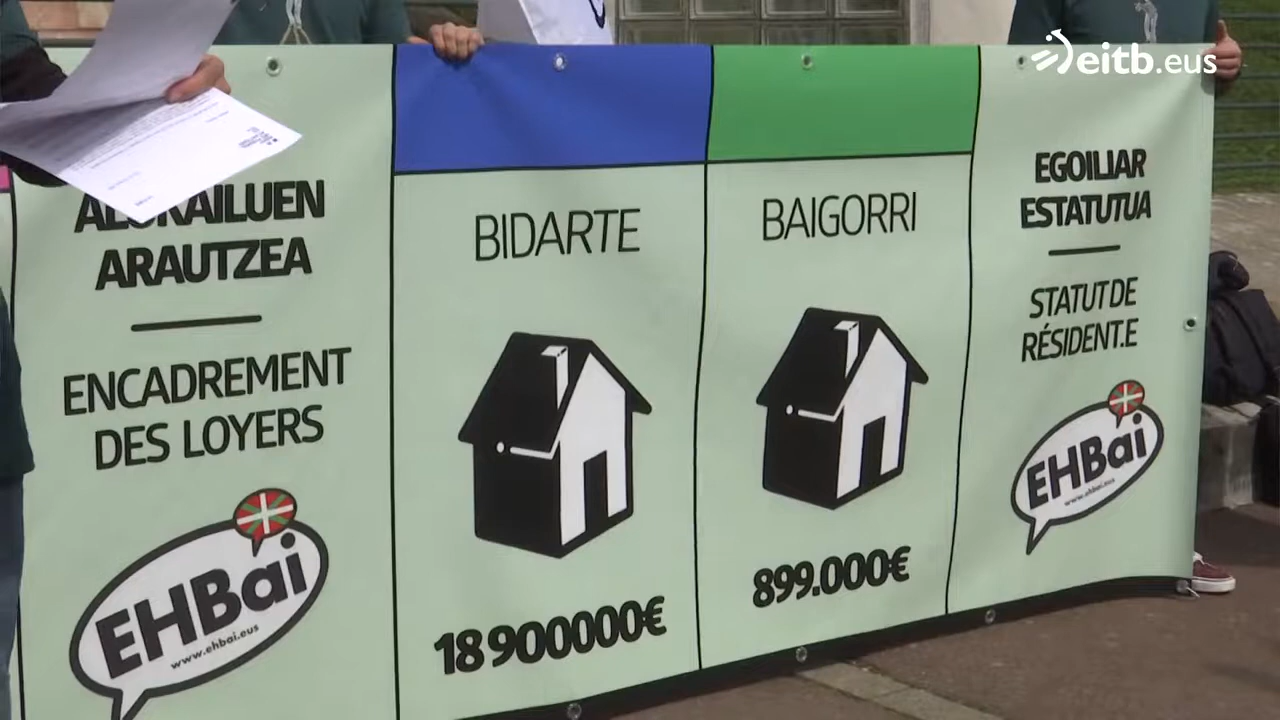 eitb.eus
ARAUTZEA
ENCADREMENT
DES LOYERS
EHBai
www.ehbai.eus
BIDARTE
18 900000€
BAIGORRI
899.000€
EGOILIAR
ESTATUTUA
STATUT DE
RÉSIDENT.E
EHBai
www.ehbai.eus